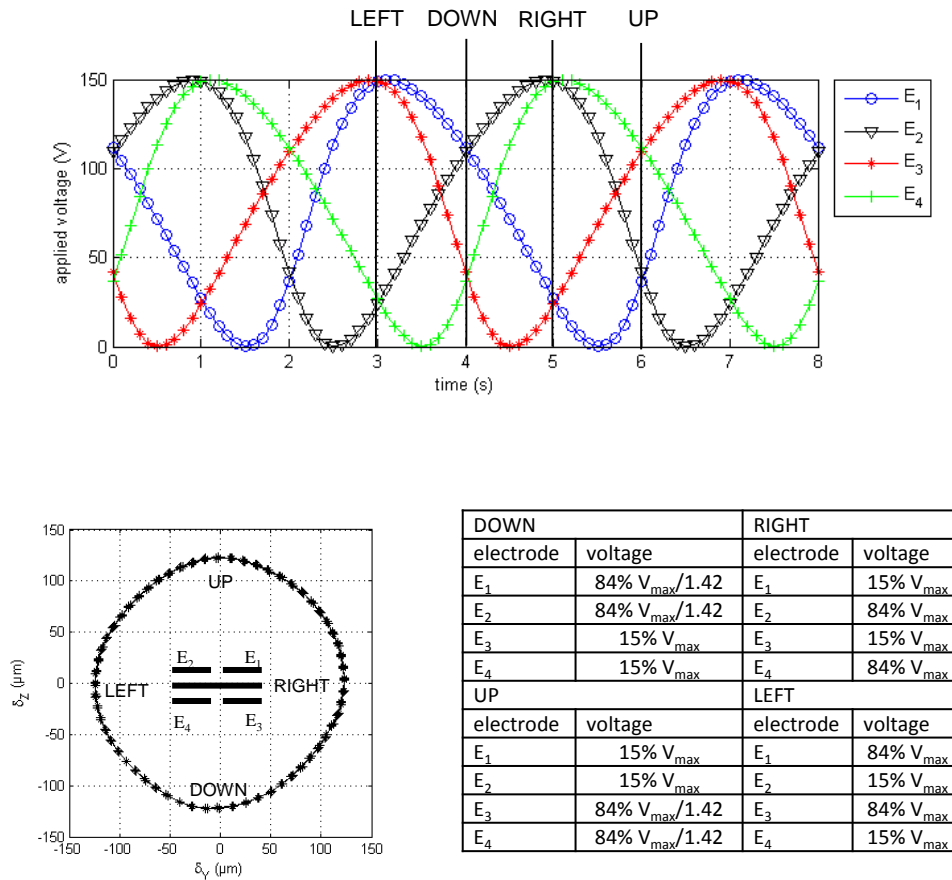 LEFT DOWN RIGHT UP
150
100
50
0
applied voltage (V)
0 1 2 3 4 5 6 7 8
time (s)
E₁
E₂
E₃
E₄
150
100
50
0
-50
-100
-150
δ_Z (µm)
UP
E₂ E₁
LEFT RIGHT
E₄ E₃
DOWN
-150 -100 -50 0 50 100 150
δ_Y (µm)
DOWN RIGHT
electrode voltage electrode voltage
E₁ 84% Vₘₐₓ/1.42 E₁ 15% Vₘₐₓ
E₂ 84% Vₘₐₓ/1.42 E₂ 84% Vₘₐₓ
E₃ 15% Vₘₐₓ E₃ 15% Vₘₐₓ
E₄ 15% Vₘₐₓ E₄ 84% Vₘₐₓ
UP LEFT
electrode voltage electrode voltage
E₁ 15% Vₘₐₓ E₁ 84% Vₘₐₓ
E₂ 15% Vₘₐₓ E₂ 15% Vₘₐₓ
E₃ 84% Vₘₐₓ/1.42 E₃ 84% Vₘₐₓ
E₄ 84% Vₘₐₓ/1.42 E₄ 15% Vₘₐₓ